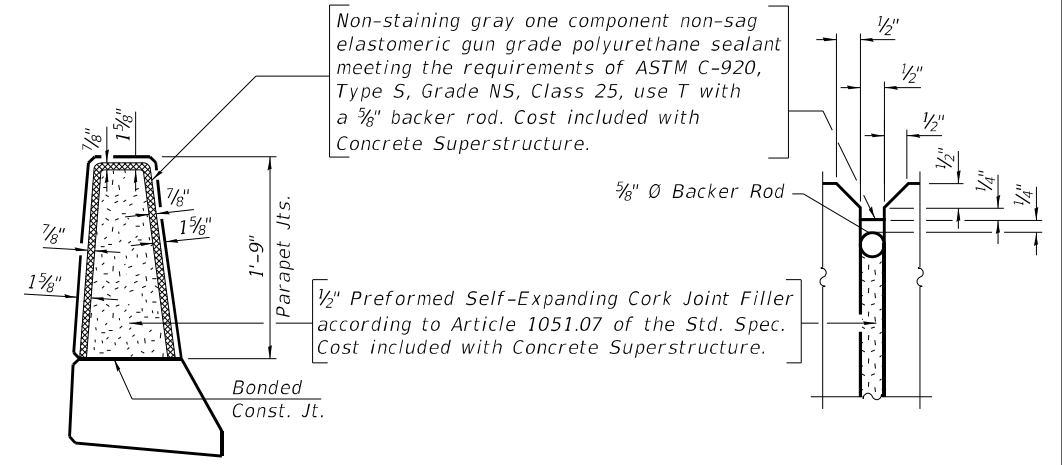 Non-staining gray one component non-sag
elastomeric gun grade polyurethane sealant
meeting the requirements of ASTM C-920,
Type S, Grade NS, Class 25, use T with
a ⅝" backer rod. Cost included with
Concrete Superstructure.
⅞"
1⅝"
⅞"
1⅝"
⅞"
1⅝"
1'-9"
Parapet Jts.
½" Preformed Self-Expanding Cork Joint Filler
according to Article 1051.07 of the Std. Spec.
Cost included with Concrete Superstructure.
Bonded
Const. Jt.
½"
½"
½"
½"
¼"
¼"
⅝" Ø Backer Rod